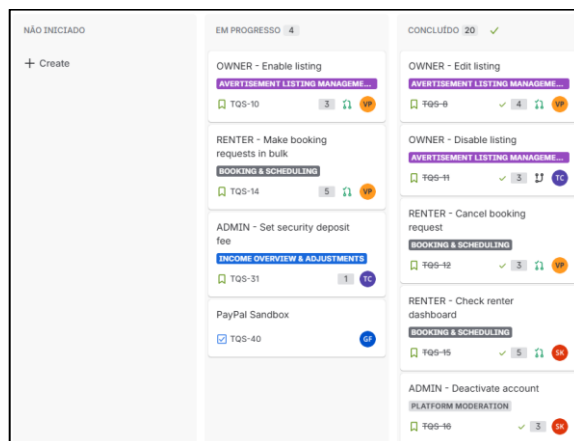 NÃO INICIADO
+ Create
EM PROGRESSO 4
OWNER - Enable listing
ADVERTISEMENT LISTING MANAGEME...
TQS-10 3 VP
RENTER - Make booking
requests in bulk
BOOKING & SCHEDULING
TQS-14 5 VP
ADMIN - Set security deposit
fee
INCOME OVERVIEW & ADJUSTMENTS
TQS-31 1 TC
PayPal Sandbox
TQS-40 GF
CONCLUÍDO 20
OWNER - Edit listing
ADVERTISEMENT LISTING MANAGEME...
TQS-8 4 VP
OWNER - Disable listing
ADVERTISEMENT LISTING MANAGEME...
TQS-11 3 TC
RENTER - Cancel booking
request
BOOKING & SCHEDULING
TQS-12 3 VP
RENTER - Check renter
dashboard
BOOKING & SCHEDULING
TQS-15 5 SK
ADMIN - Deactivate account
PLATFORM MODERATION
TQS-16 3 SK